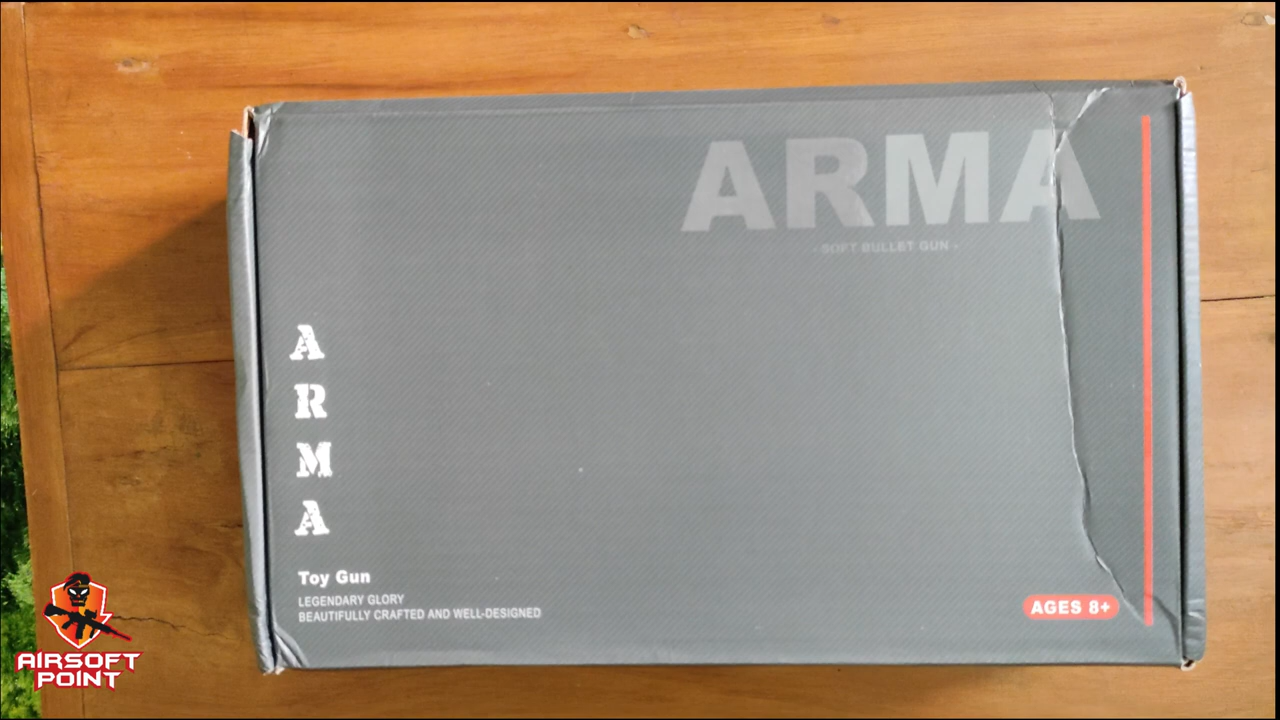 ARMA
- SOFT BULLET GUN -
A
R
M
A
Toy Gun
LEGENDARY GLORY
BEAUTIFULLY CRAFTED AND WELL-DESIGNED
AGES 8+
AIRSOFT
POINT